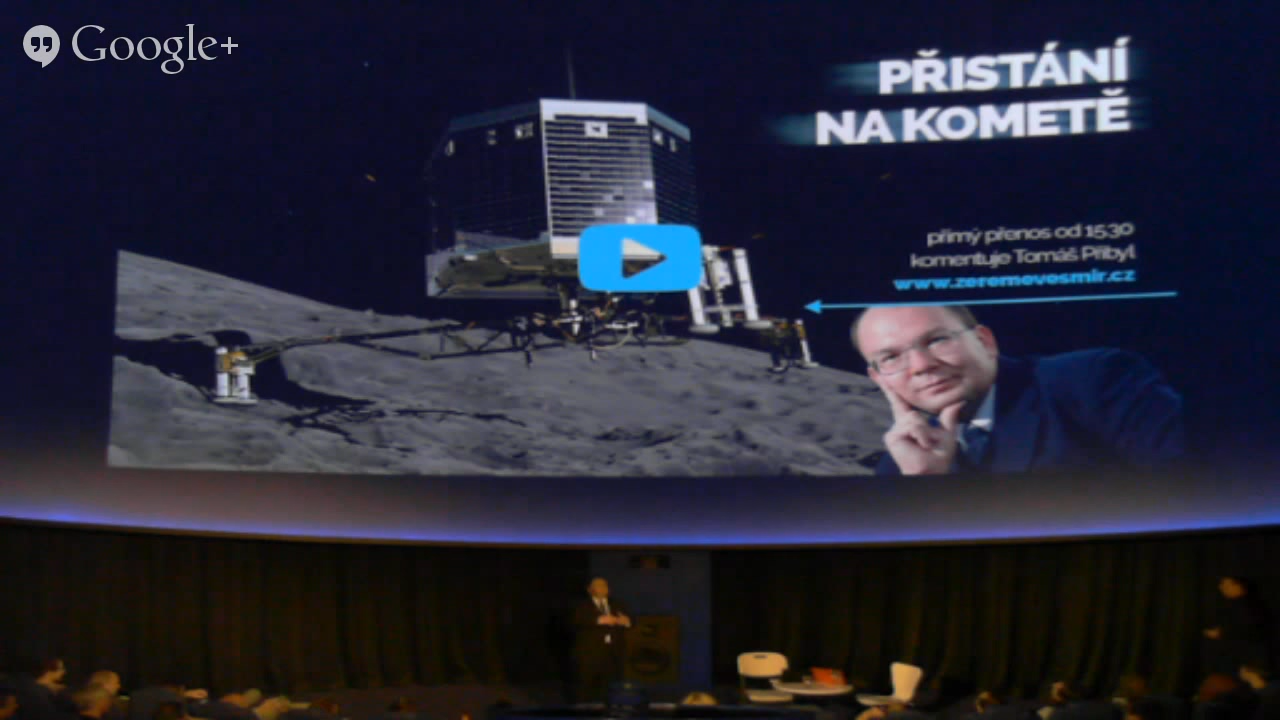 Google+
PŘISTÁNÍ
NA KOMETĚ
přímý přenos od 15.30
komentuje Tomáš Přibyl
www.zeremevesmir.cz